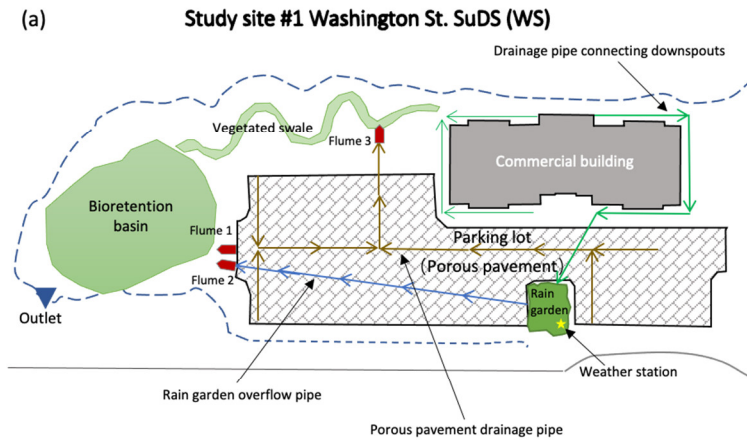 (a)
Study site #1 Washington St. SuDS (WS)
Drainage pipe connecting downspouts
Vegetated swale
Flume 3
Commercial building
Bioretention
basin
Flume 1
Parking lot
(Porous pavement)
Flume 2
Rain
garden
Outlet
Weather station
Rain garden overflow pipe
Porous pavement drainage pipe